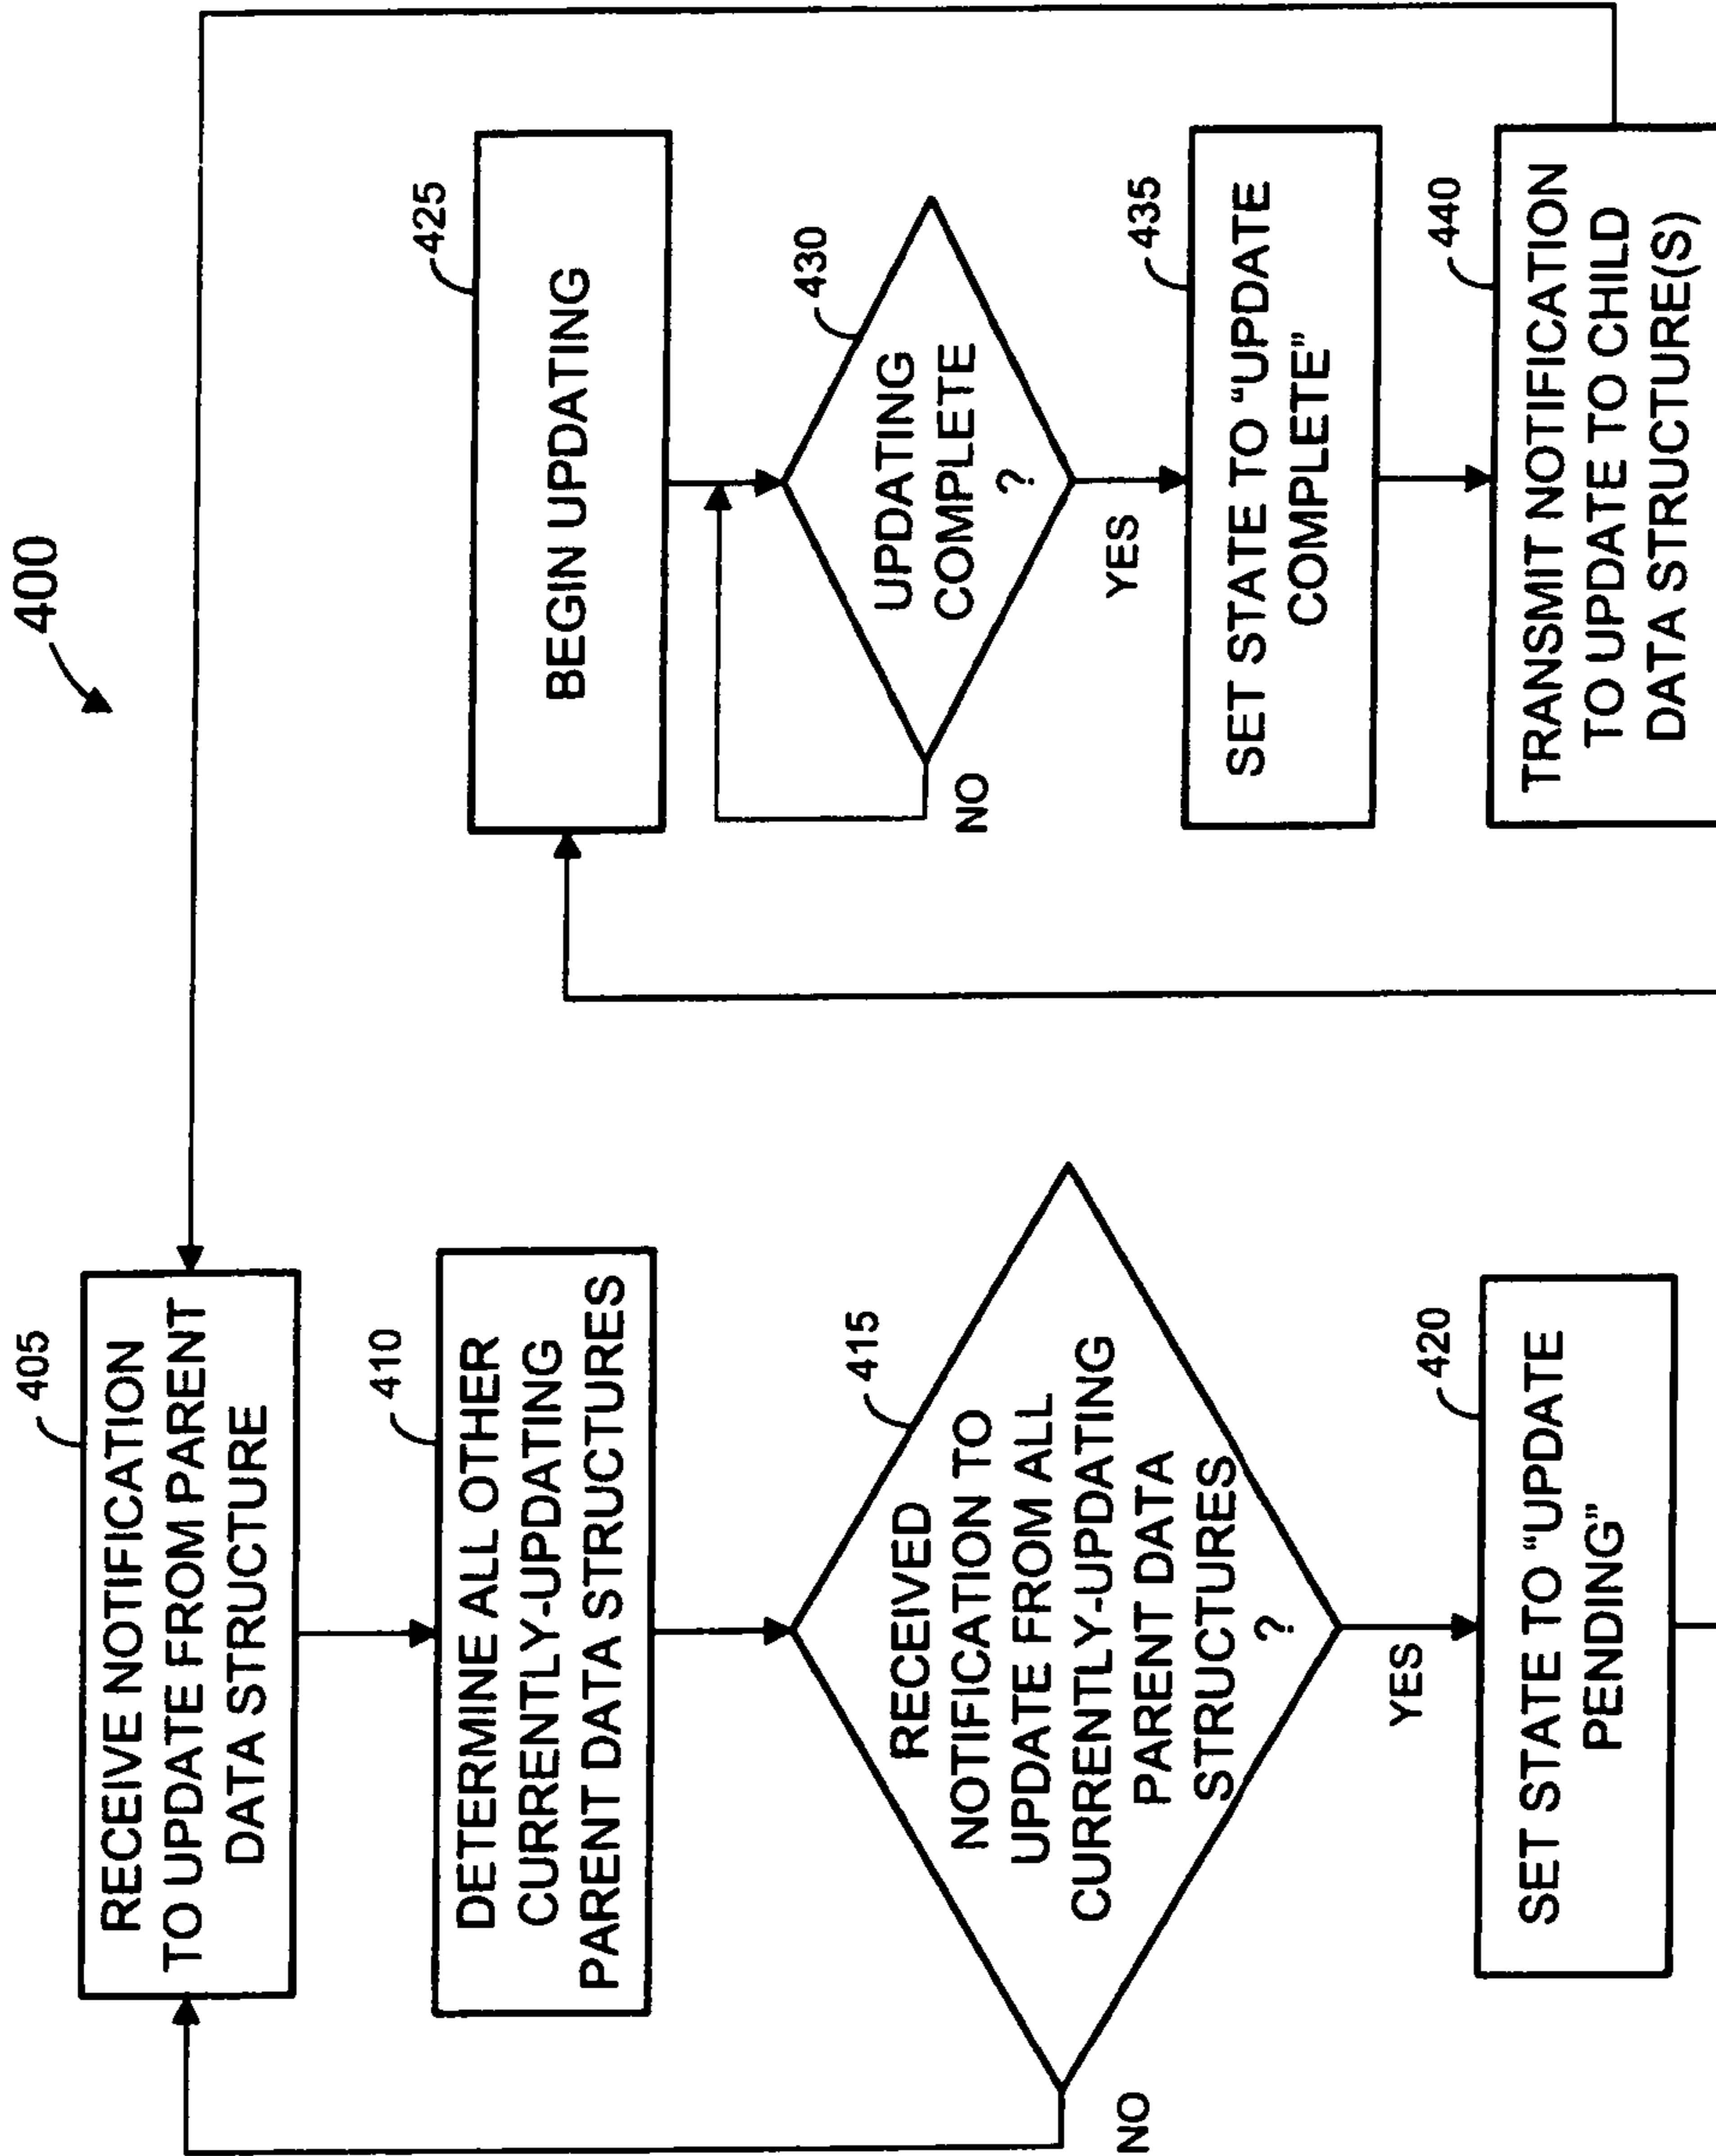 400
405
RECEIVE NOTIFICATION
TO UPDATE FROM PARENT
DATA STRUCTURE
410
DETERMINE ALL OTHER
CURRENTLY-UPDATING
PARENT DATA STRUCTURES
415
RECEIVED
NOTIFICATION TO
UPDATE FROM ALL
CURRENTLY-UPDATING
PARENT DATA
STRUCTURES
?
NO
YES
420
SET STATE TO “UPDATE
PENDING”
425
BEGIN UPDATING
430
UPDATING
COMPLETE
?
NO
YES
435
SET STATE TO “UPDATE
COMPLETE”
440
TRANSMIT NOTIFICATION
TO UPDATE TO CHILD
DATA STRUCTURE(S)